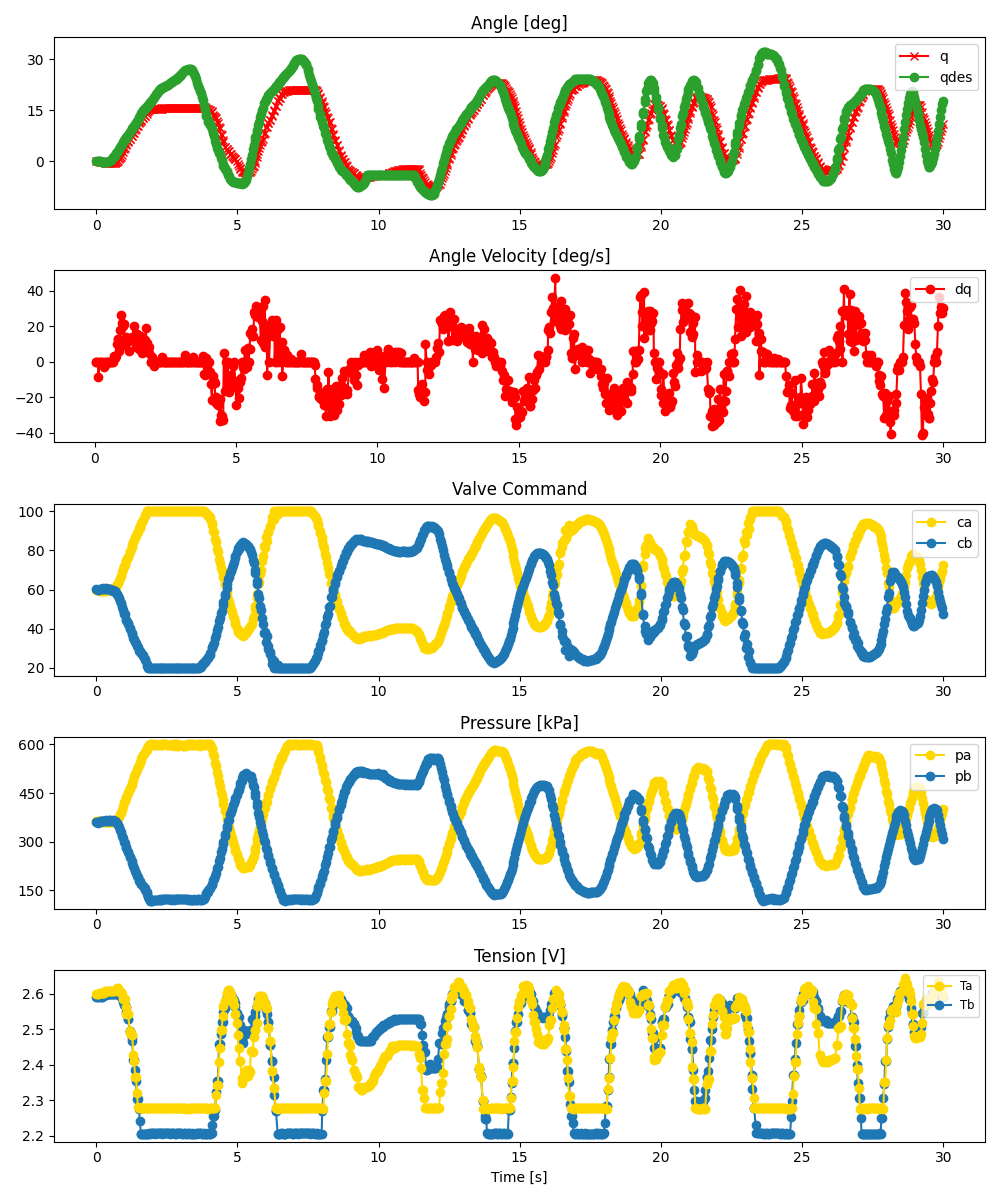 Angle [deg]
30
15
0
q
qdes
0 5 10 15 20 25 30
Angle Velocity [deg/s]
40
20
0
−20
−40
dq
0 5 10 15 20 25 30
Valve Command
100
80
60
40
20
ca
cb
0 5 10 15 20 25 30
Pressure [kPa]
600
450
300
150
pa
pb
0 5 10 15 20 25 30
Tension [V]
2.6
2.5
2.4
2.3
2.2
Ta
Tb
0 5 10 15 20 25 30
Time [s]